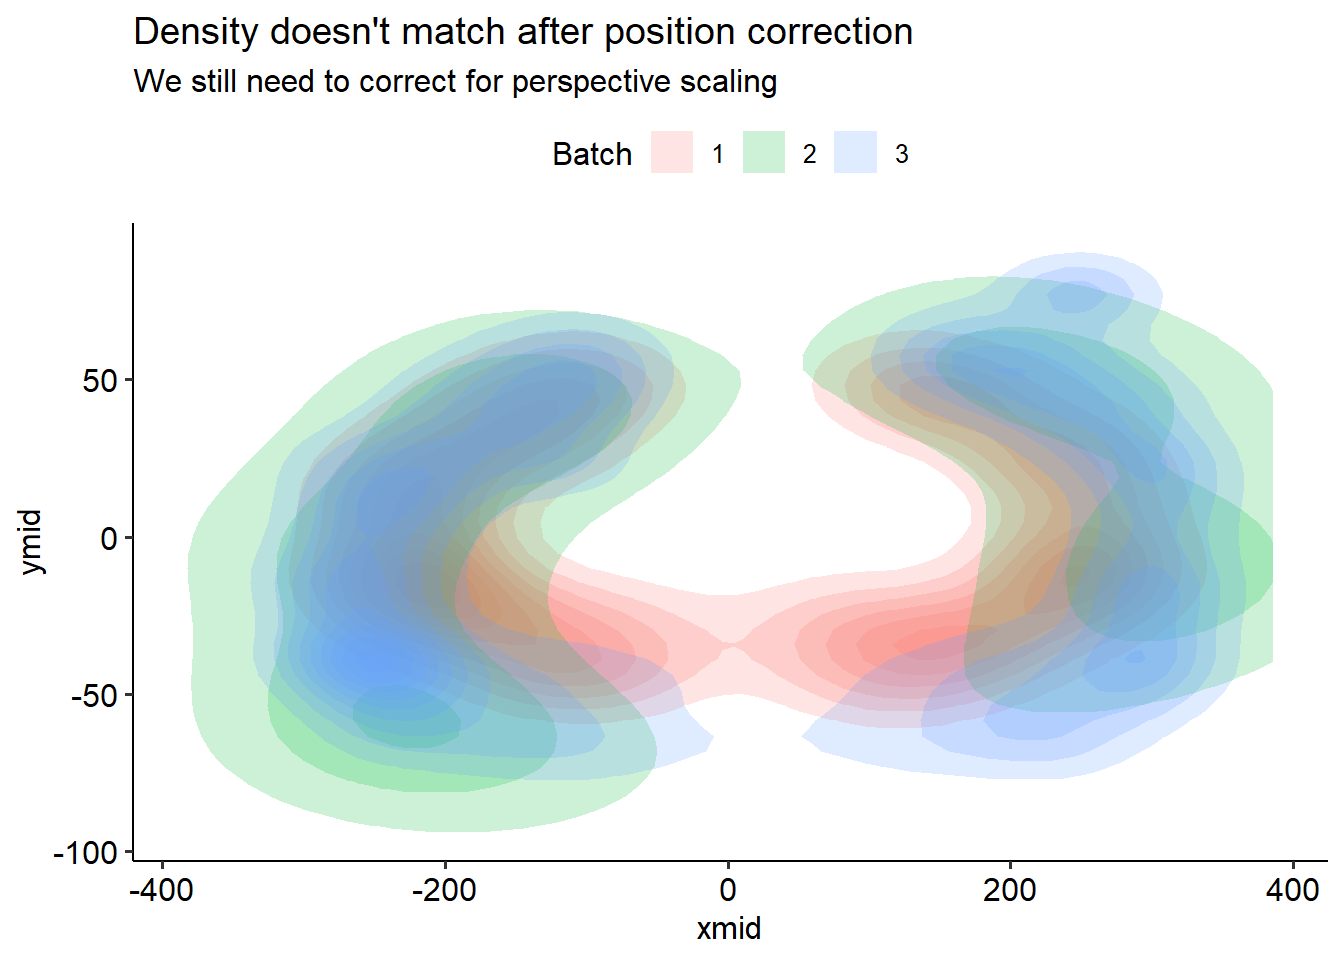 Density doesn't match after position correction
We still need to correct for perspective scaling
Batch 1 2 3
ymid
50
0
-50
-100
-400 -200 0 200 400
xmid